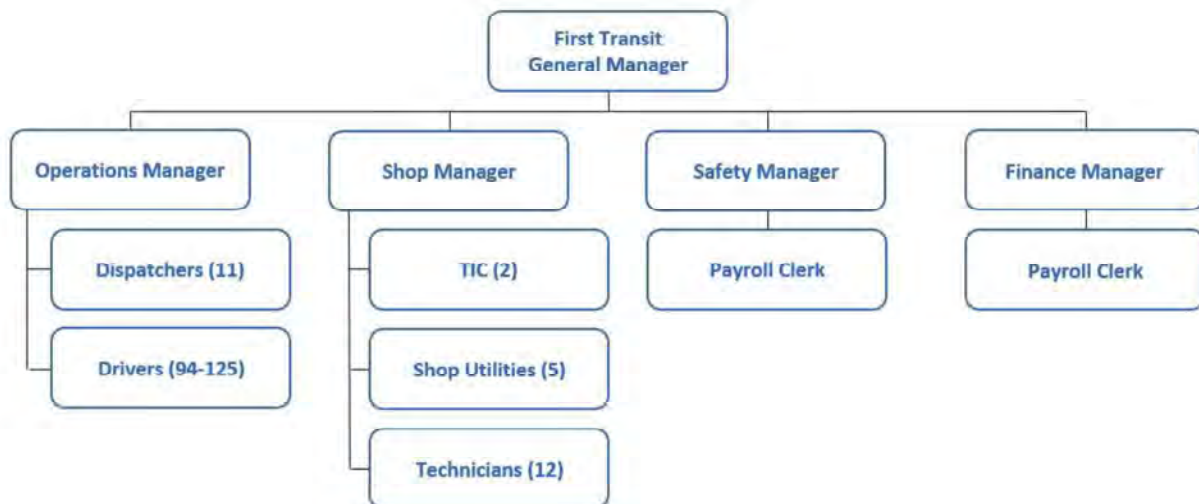 First Transit
General Manager
Operations Manager
Shop Manager
Safety Manager
Finance Manager
Dispatchers (11)
TIC (2)
Payroll Clerk
Payroll Clerk
Drivers (94-125)
Shop Utilities (5)
Technicians (12)